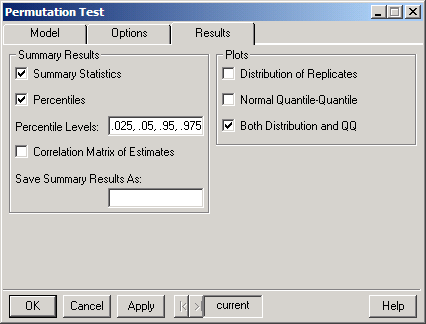 Permutation Test
Model Options Results
Summary Results
Summary Statistics
Percentiles
Percentile Levels: .025, .05, .95, .975
Correlation Matrix of Estimates
Save Summary Results As:
Plots
Distribution of Replicates
Normal Quantile-Quantile
Both Distribution and QQ
OK Cancel Apply current Help